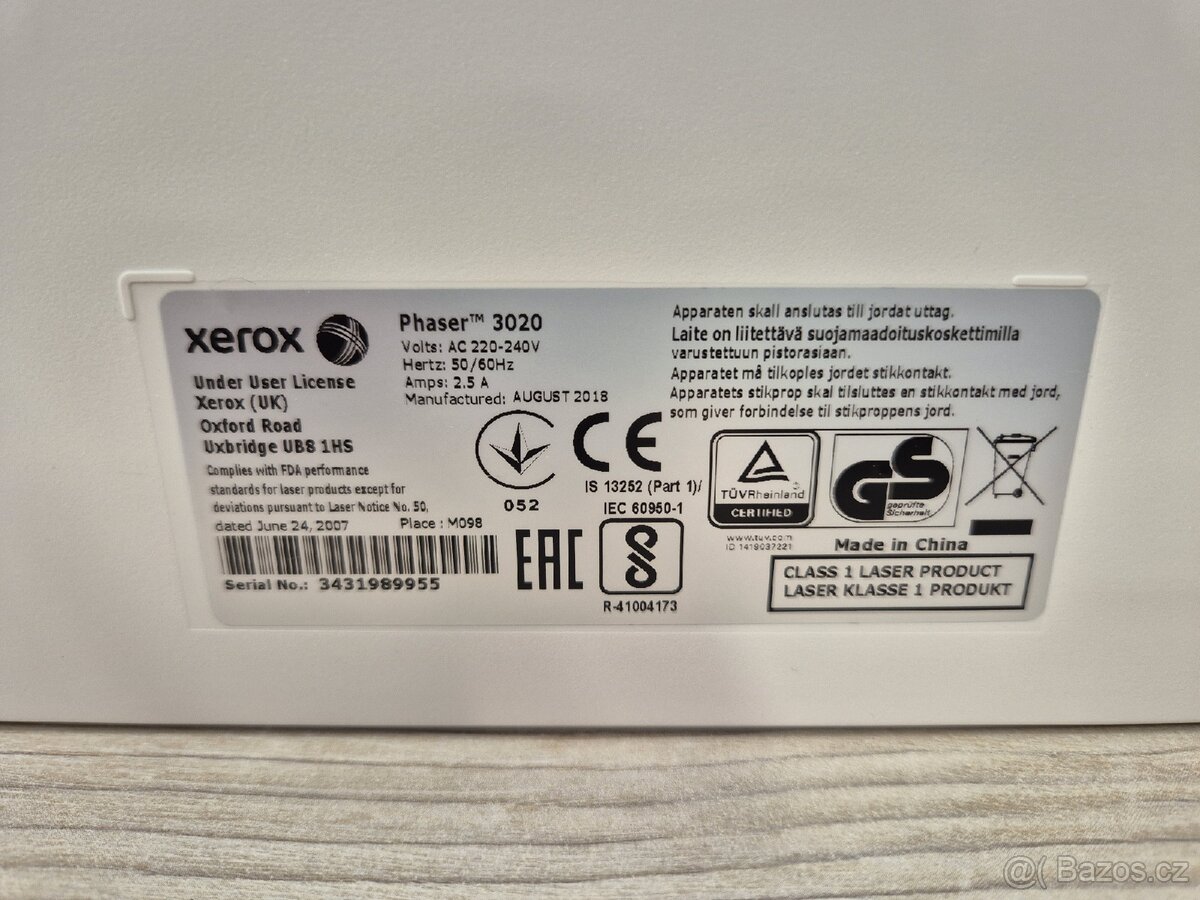 xerox
Under User License
Xerox (UK)
Oxford Road
Uxbridge UB8 1HS
Complies with FDA performance
standards for laser products except for
deviations pursuant to Laser Notice No. 50,
dated June 24, 2007 Place : M098
Serial No.: 3431989955
Phaser™ 3020
Volts: AC 220-240V
Hertz: 50/60Hz
Amps: 2.5 A
Manufactured: AUGUST 2018
052
CE
IS 13252 (Part 1)/
IEC 60950-1
EAC
R-41004173
Apparaten skall anslutas till jordat uttag.
Laite on liitettävä suojamaadoituskoskettimilla
varustettuun pistorasiaan.
Apparatet må tilkoples jordet stikkontakt.
Apparatets stikprop skal tilsluttes en stikkontakt med jord,
som giver forbindelse til stikproppens jord.
TÜVRheinland®
CERTIFIED
www.tuv.com
ID 1419037221
GS
geprüfte
Sicherheit
Made in China
CLASS 1 LASER PRODUCT
LASER KLASSE 1 PRODUKT
@( Bazos.cz